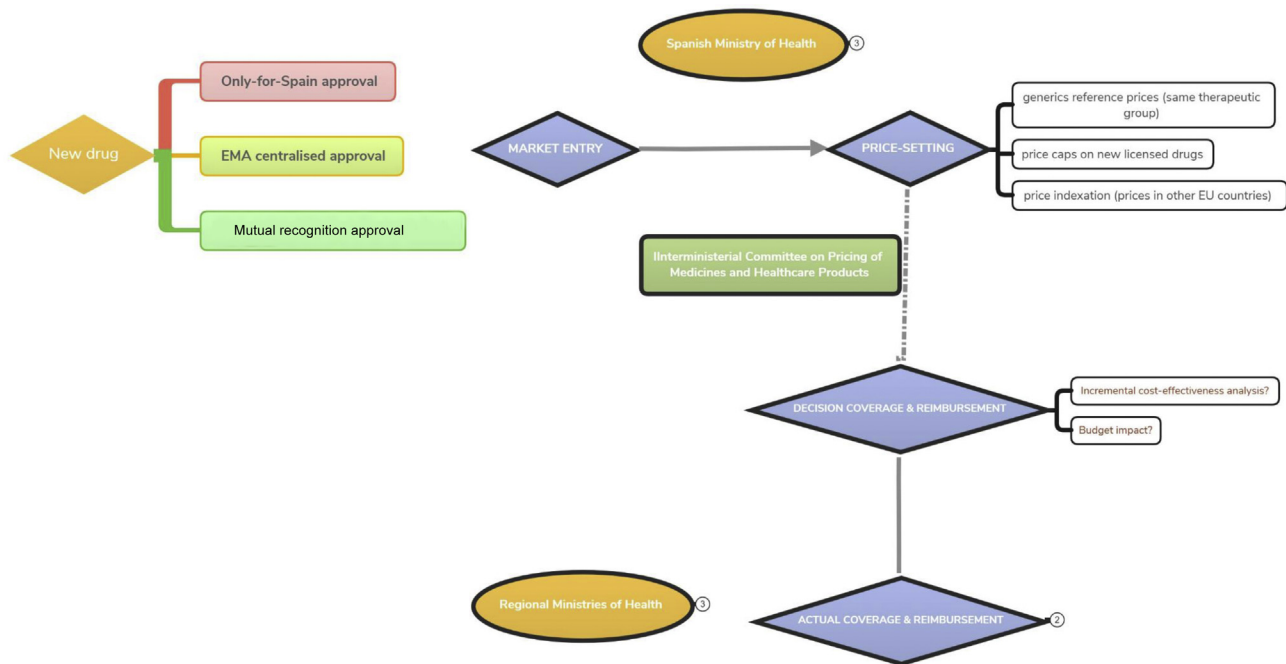 Spanish Ministry of Health
3
Only-for-Spain approval
New drug
EMA centralised approval
Mutual recognition approval
MARKET ENTRY
PRICE-SETTING
generics reference prices (same therapeutic
group)
price caps on new licensed drugs
price indexation (prices in other EU countries)
IInterministerial Committee on Pricing of
Medicines and Healthcare Products
DECISION COVERAGE & REIMBURSEMENT
Incremental cost-effectiveness analysis?
Budget impact?
Regional Ministries of Health
3
ACTUAL COVERAGE & REIMBURSEMENT
2